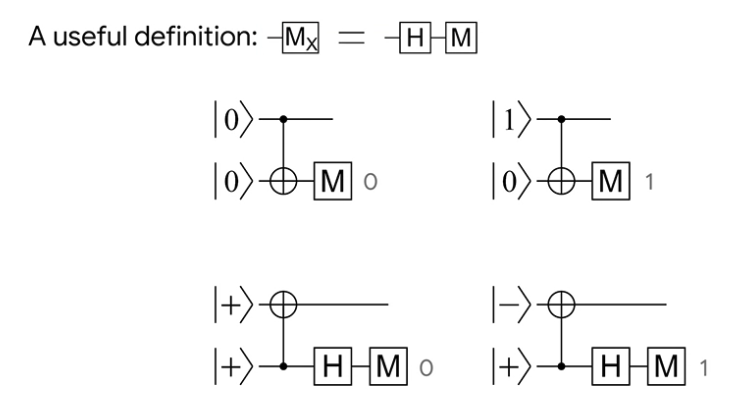 A useful definition: M_X = H M
|0⟩ |1⟩
|0⟩ M 0 |0⟩ M 1
|+⟩ |−⟩
|+⟩ H M 0 |+⟩ H M 1